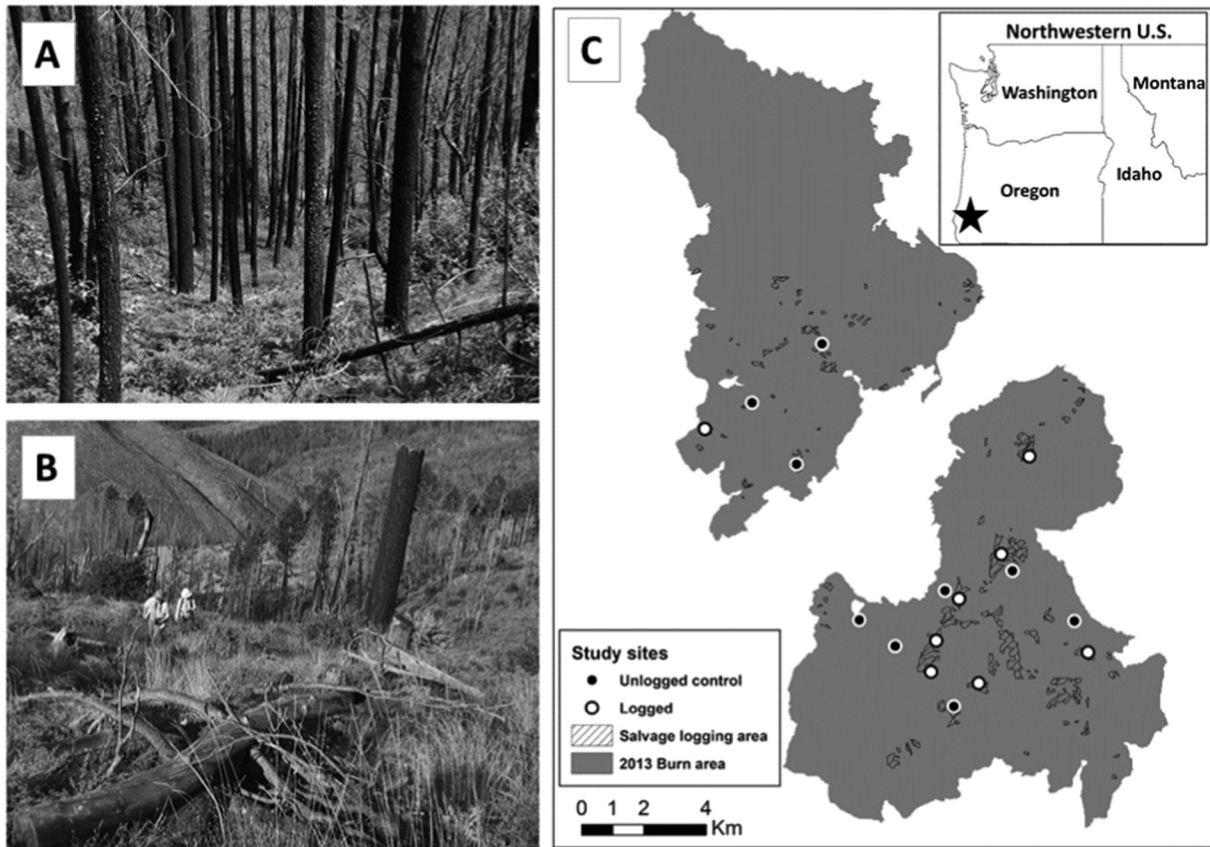 A
B
C
Northwestern U.S.
Washington
Montana
Oregon
Idaho
Study sites
Unlogged control
Logged
Salvage logging area
2013 Burn area
0 1 2 4
Km